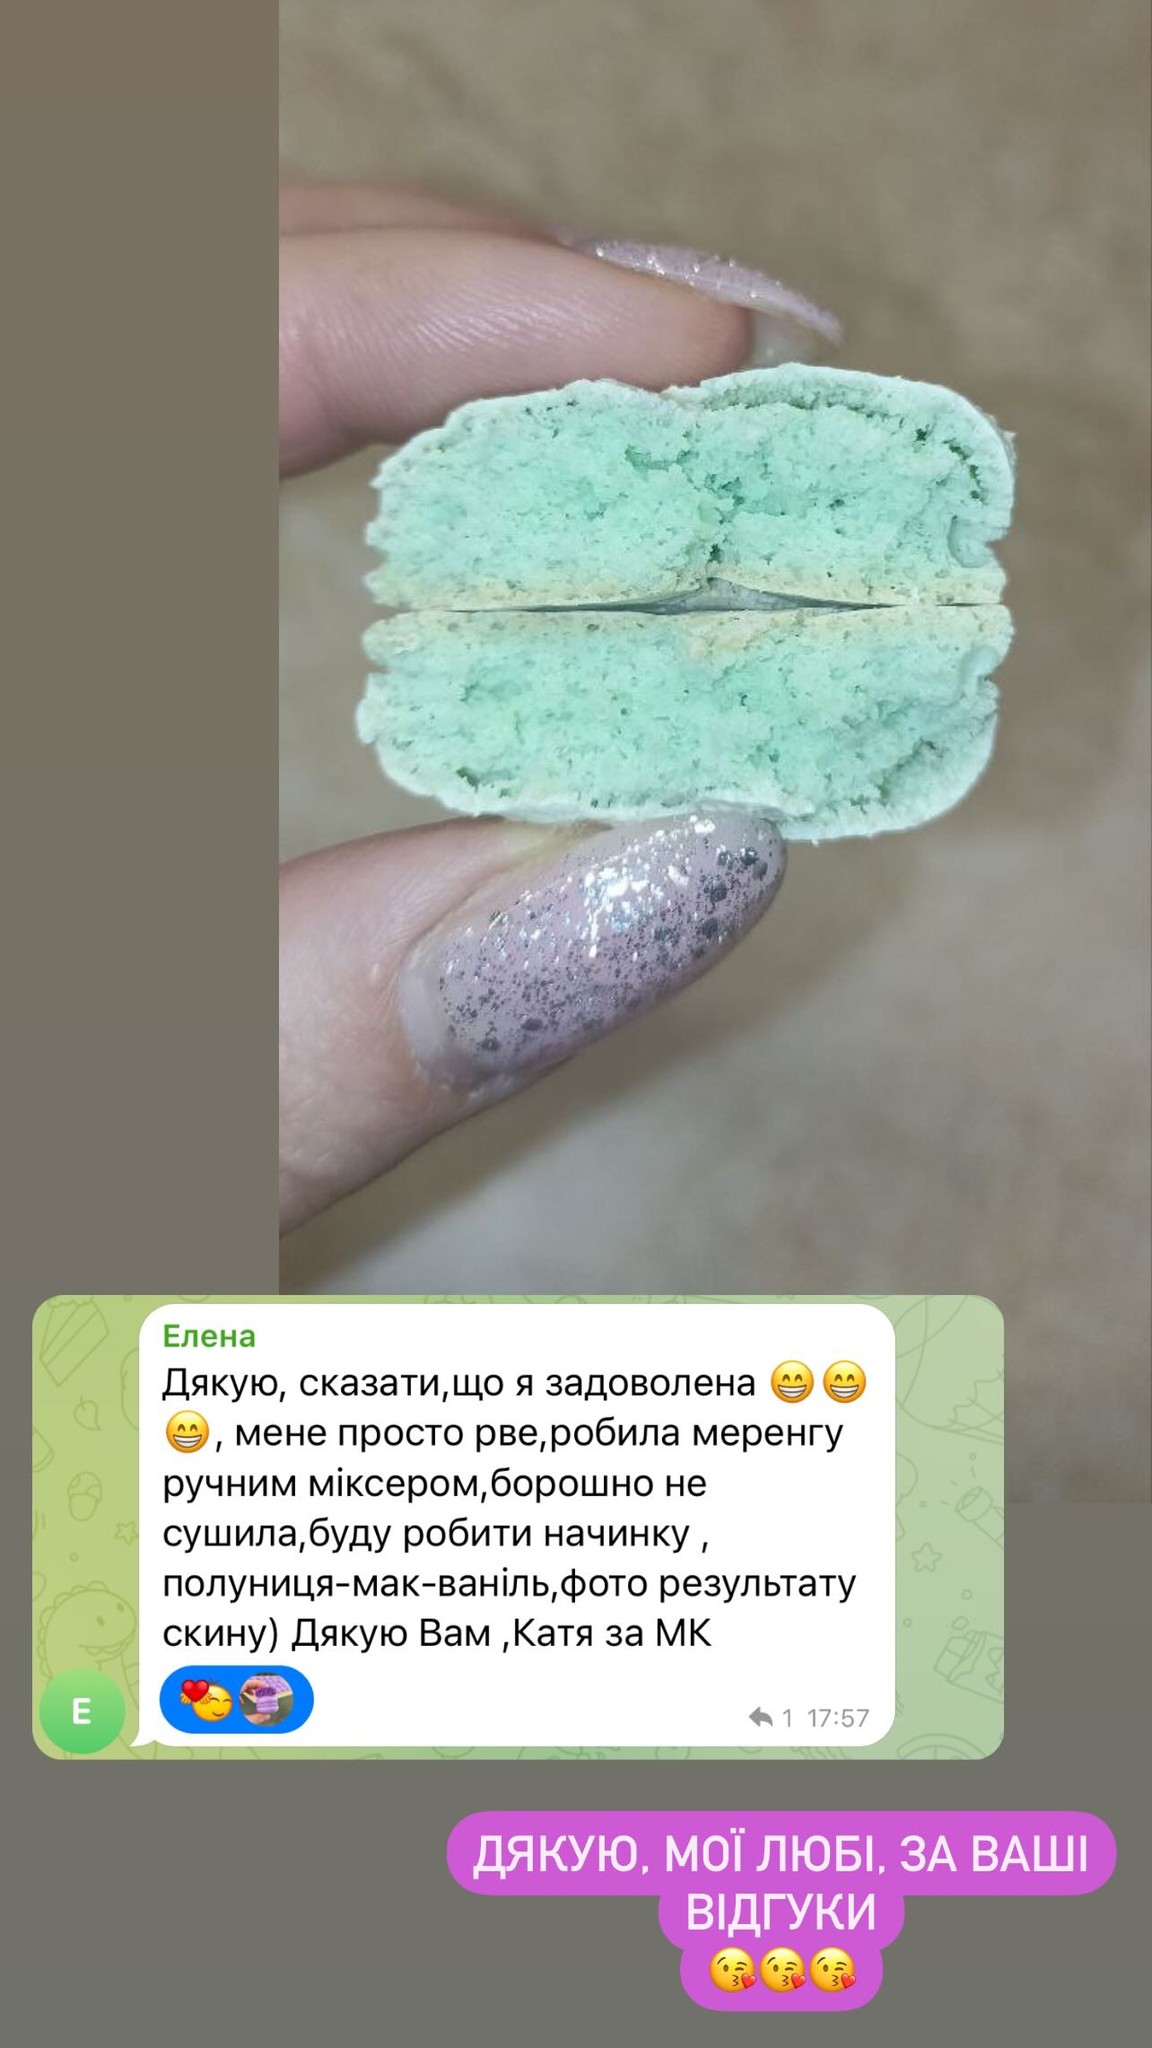 Елена
Дякую, сказати,що я задоволена 😁😁
😁, мене просто рве,робила меренгу
ручним міксером,борошно не
сушила,буду робити начинку ,
полуниця-мак-ваніль,фото результату
скину) Дякую Вам ,Катя за МК
Е
1 17:57
ДЯКУЮ, МОЇ ЛЮБІ, ЗА ВАШІ
ВІДГУКИ
😘😘😘